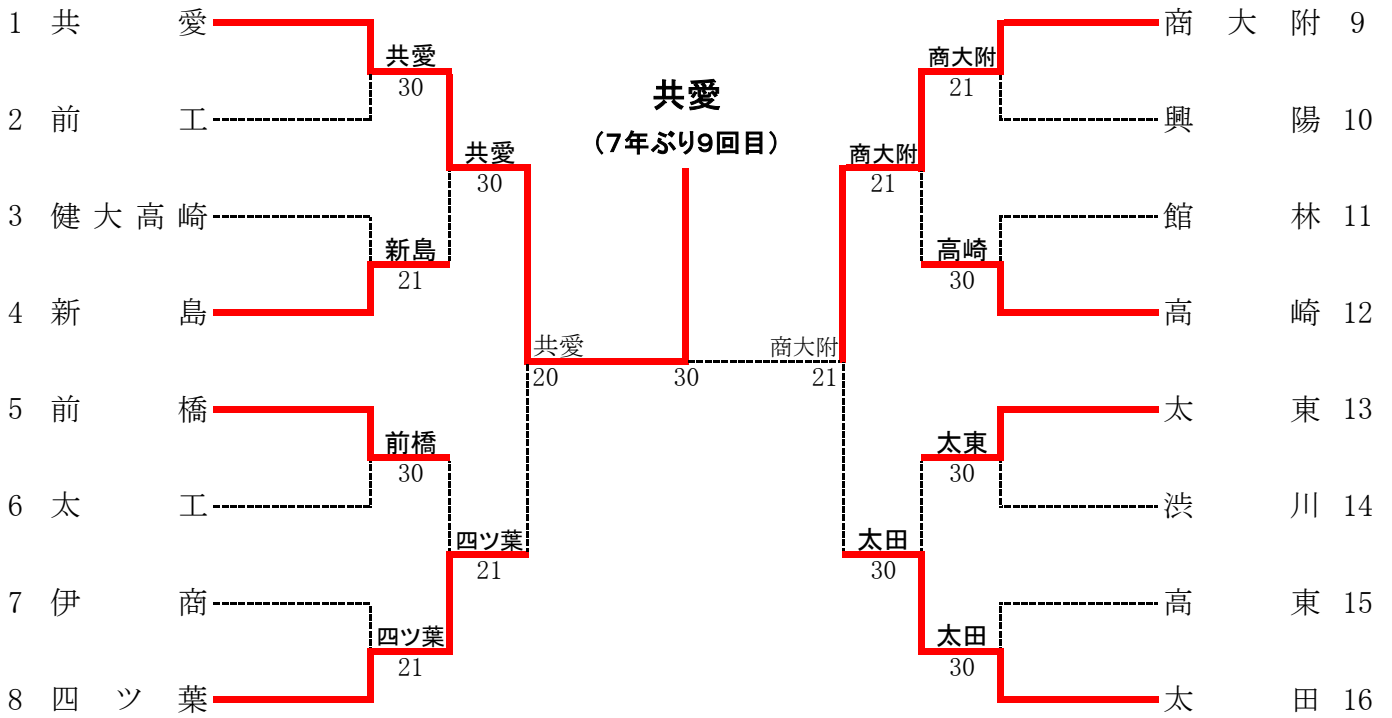 1 共愛
商大附 9
共愛
30
商大附
21
共愛
(7年ぶり9回目)
2 前工
興陽 10
共愛
30
商大附
21
3 健大高崎
館林 11
新島
21
高崎
30
4 新島
高崎 12
共愛
20
30
商大附
21
5 前橋
太東 13
前橋
30
太東
30
6 太工
渋川 14
四ツ葉
21
太田
30
7 伊商
高東 15
四ツ葉
21
太田
30
8 四ツ葉
太田 16